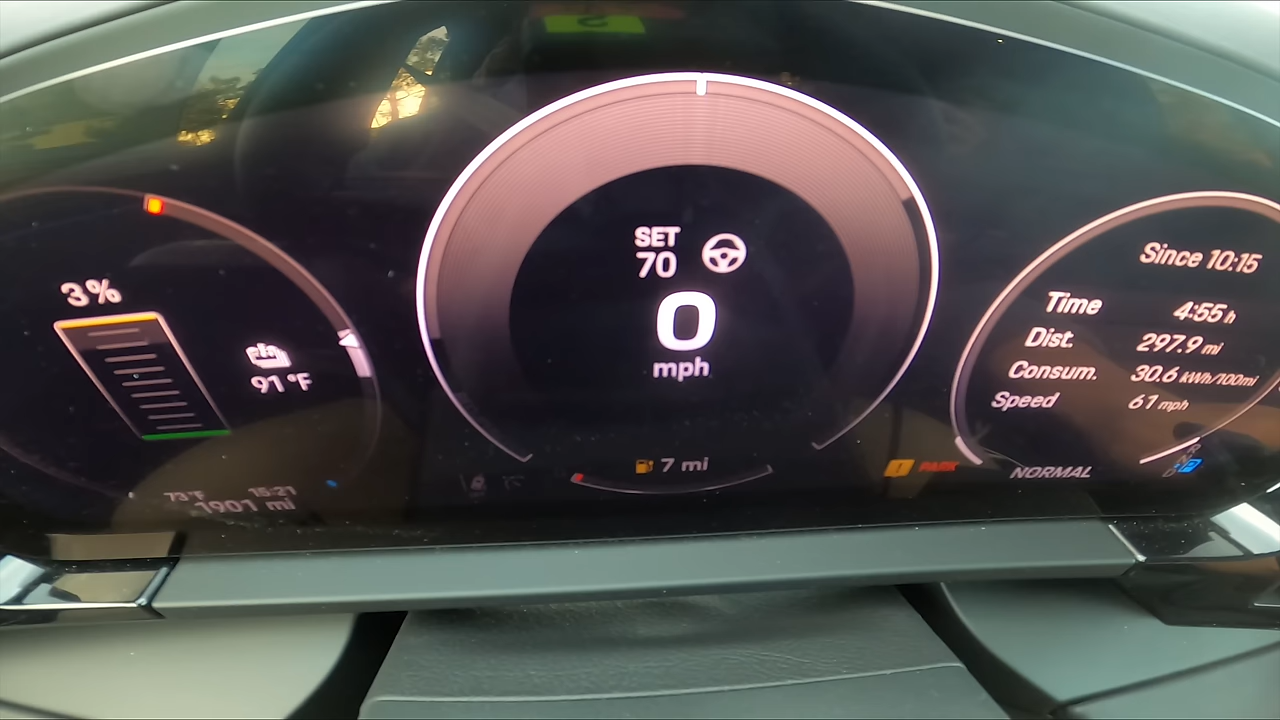 3%
91 °F
73°F 15:21
1901 mi
SET
70
0
mph
7 mi
PARK
Since 10:15
Time 4:55 h
Dist. 297.9 mi
Consum. 30.6 kWh/100mi
Speed 61 mph
NORMAL
R
N
D P